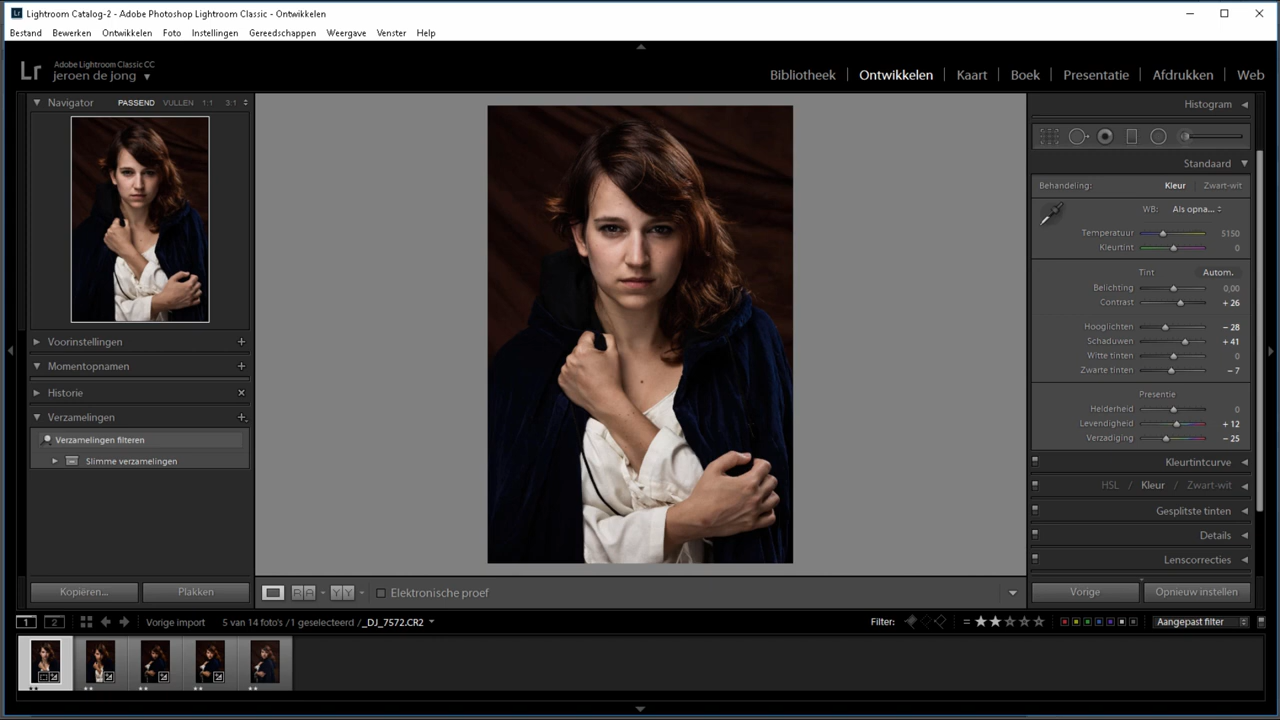 Lightroom Catalog-2 - Adobe Photoshop Lightroom Classic - Ontwikkelen
Bestand Bewerken Ontwikkelen Foto Instellingen Gereedschappen Weergave Venster Help
Lr
Adobe Lightroom Classic CC
jeroen de jong
Bibliotheek | Ontwikkelen | Kaart | Boek | Presentatie | Afdrukken | Web
Navigator PASSEND VULLEN 1:1 3:1
Voorinstellingen
Momentopnamen
Historie
Verzamelingen
Verzamelingen filteren
Slimme verzamelingen
Kopiëren... Plakken
Histogram
Standaard
Behandeling: Kleur Zwart-wit
WB: Als opna...
Temperatuur 5150
Kleurtint 0
Tint Autom.
Belichting 0,00
Contrast + 26
Hooglichten − 28
Schaduwen + 41
Witte tinten 0
Zwarte tinten − 7
Presentie
Helderheid 0
Levendigheid + 12
Verzadiging − 25
Kleurtintcurve
HSL / Kleur / Zwart-wit
Gesplitste tinten
Details
Lenscorrecties
Vorige Opnieuw instellen
Elektronische proef
1 2 Vorige import 5 van 14 foto's /1 geselecteerd /_DJ_7572.CR2 Filter: Aangepast filter